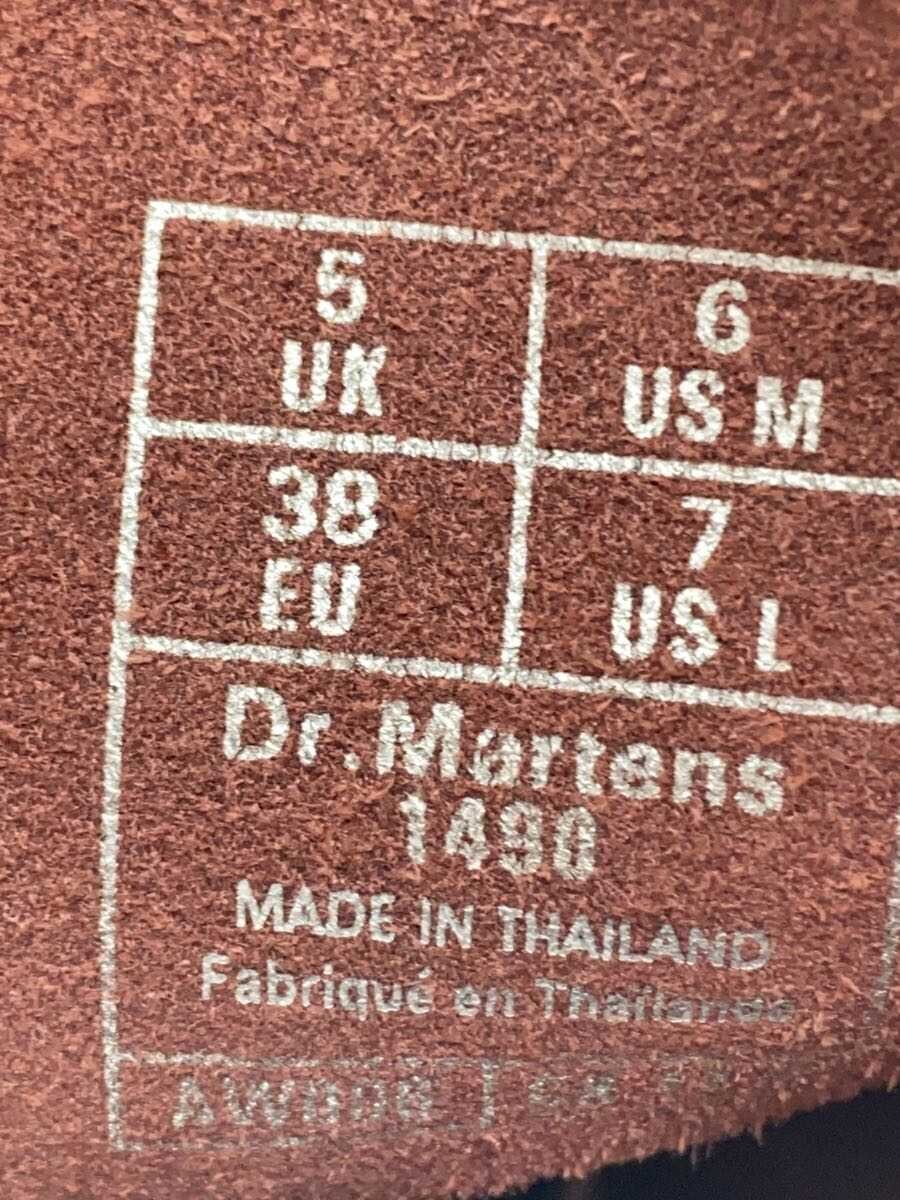 5 UK
6 US M
38 EU
7 US L
Dr. Martens
1490
MADE IN THAILAND
Fabriqué en Thaïlande